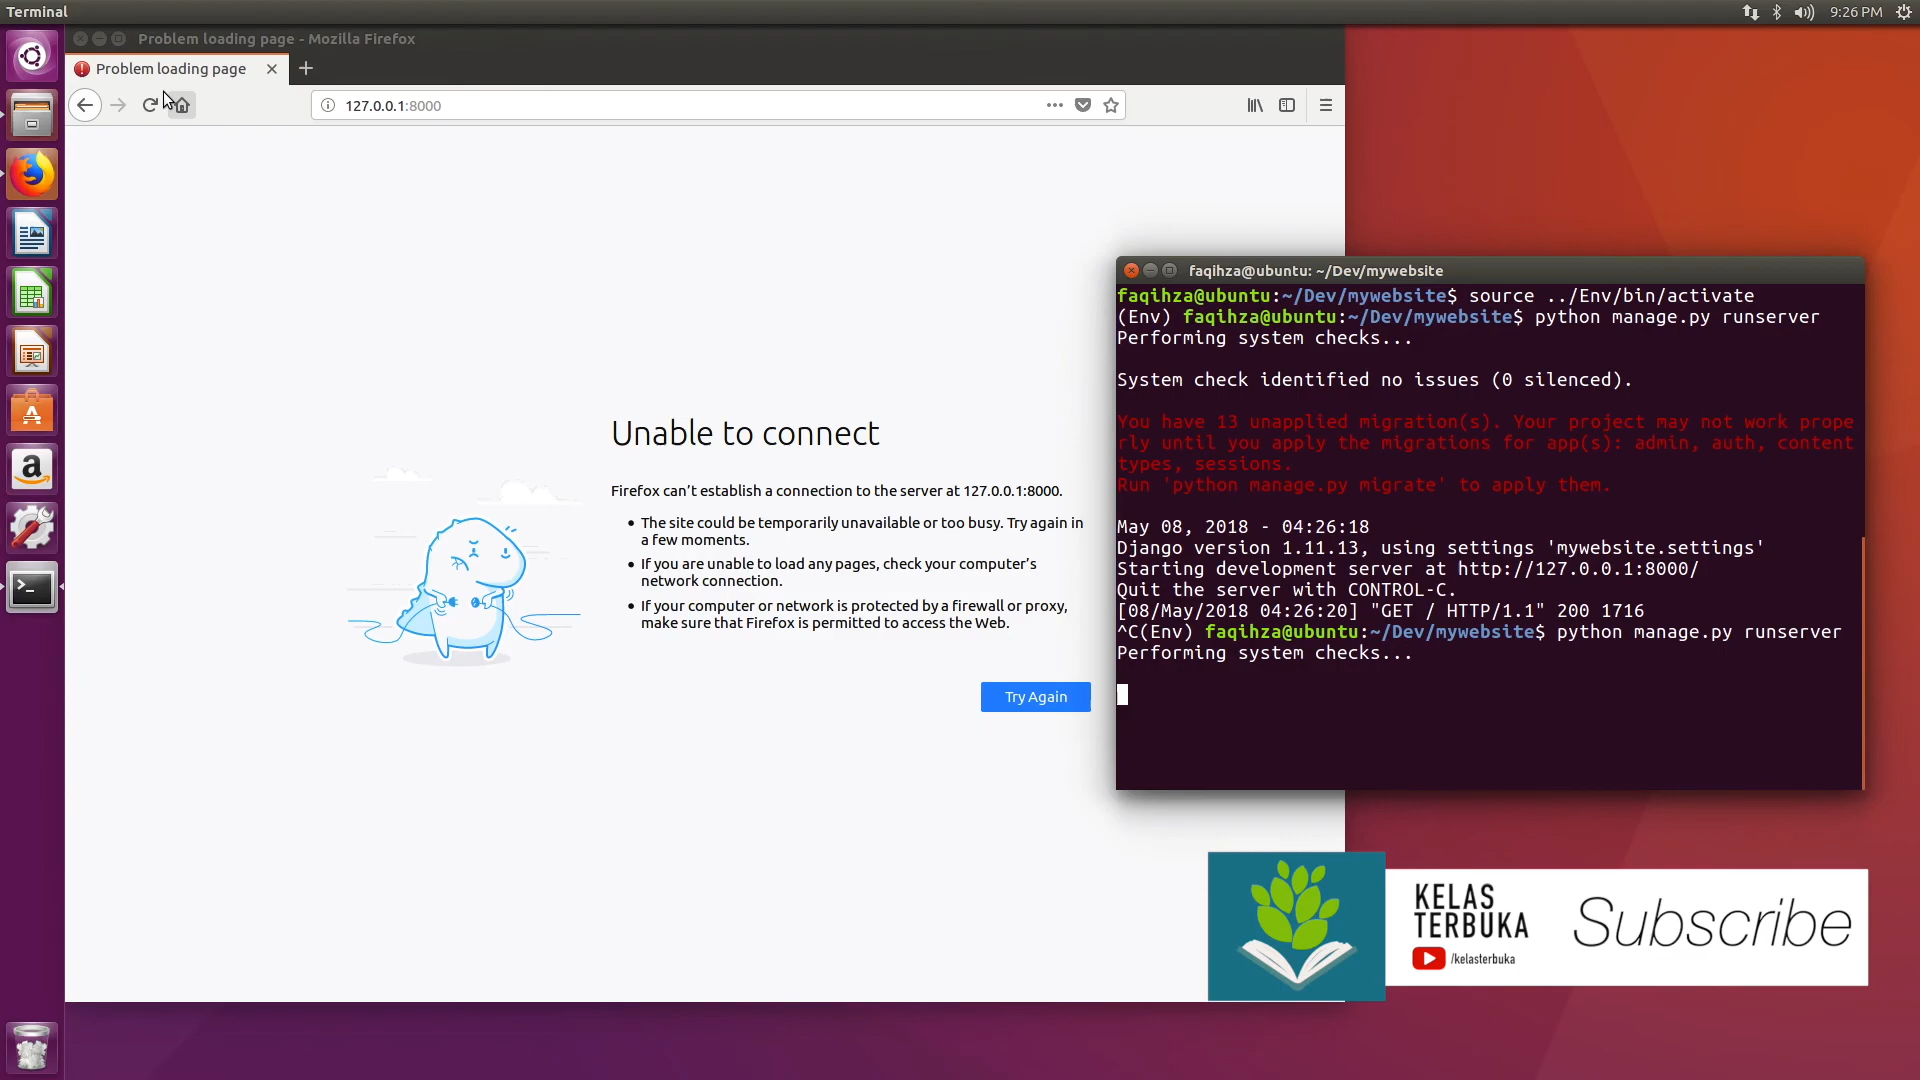 Terminal
9:26 PM
Problem loading page - Mozilla Firefox
Problem loading page
127.0.0.1:8000
Unable to connect
Firefox can’t establish a connection to the server at 127.0.0.1:8000.
The site could be temporarily unavailable or too busy. Try again in
a few moments.
If you are unable to load any pages, check your computer’s
network connection.
If your computer or network is protected by a firewall or proxy,
make sure that Firefox is permitted to access the Web.
Try Again
faqihza@ubuntu: ~/Dev/mywebsite
faqihza@ubuntu:~/Dev/mywebsite$ source ../Env/bin/activate
(Env) faqihza@ubuntu:~/Dev/mywebsite$ python manage.py runserver
Performing system checks...
System check identified no issues (0 silenced).
You have 13 unapplied migration(s). Your project may not work prope
rly until you apply the migrations for app(s): admin, auth, content
types, sessions.
Run 'python manage.py migrate' to apply them.
May 08, 2018 - 04:26:18
Django version 1.11.13, using settings 'mywebsite.settings'
Starting development server at http://127.0.0.1:8000/
Quit the server with CONTROL-C.
[08/May/2018 04:26:20] "GET / HTTP/1.1" 200 1716
^C(Env) faqihza@ubuntu:~/Dev/mywebsite$ python manage.py runserver
Performing system checks...
KELAS
TERBUKA
/kelasterbuka
Subscribe